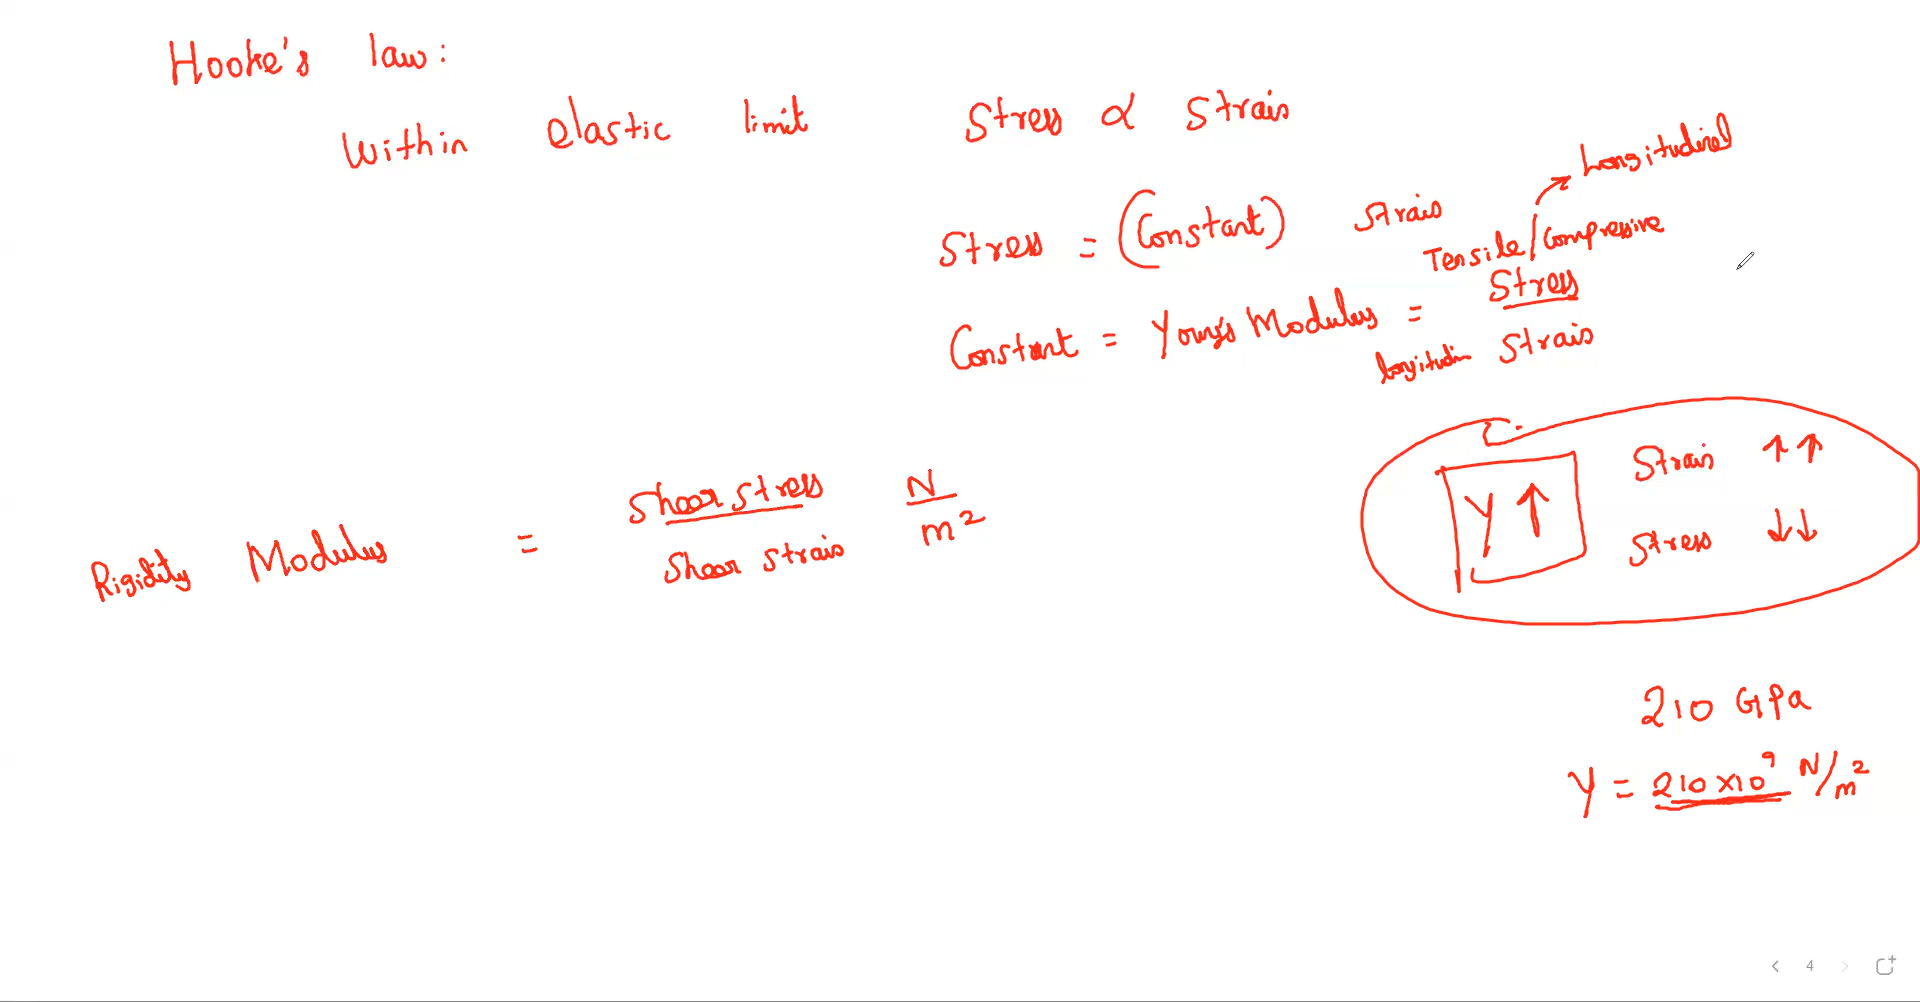 Hooke's law:
Within elastic limit Stress ∝ Strain
Longitudinal
Stress = (Constant) Strain
Tensile/Compressive
Constant = Young's Modulus = Stress
longitudin Strain
Y ↑ Strain ↑↑
Stress ↓↓
Rigidity Modulus = Shear stress N
Shear strain m²
210 GPa
Y = 210×10⁹ N/m²
4